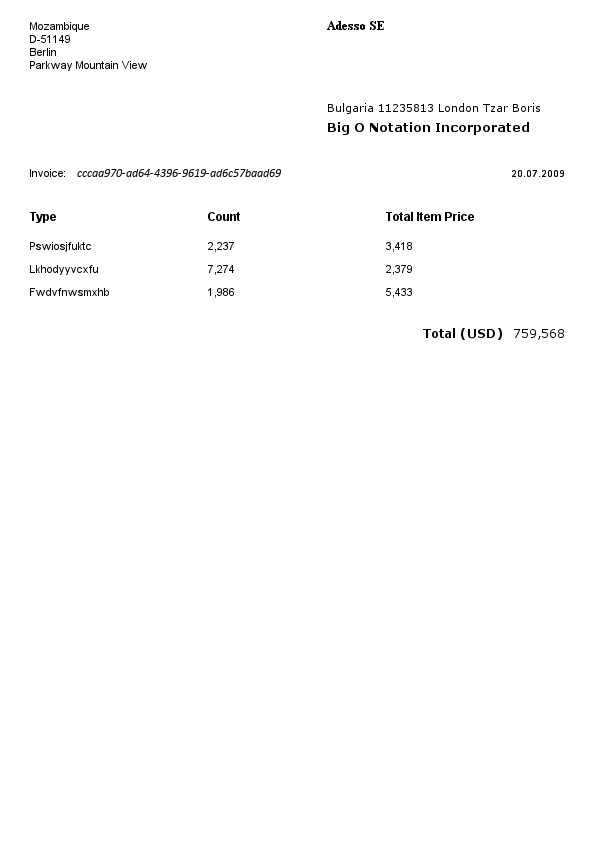 Mozambique
D-51149
Berlin
Parkway Mountain View
Adesso SE
Bulgaria 11235813 London Tzar Boris
Big O Notation Incorporated
Invoice: cccaa970-ad64-4396-9619-ad6c57baad69 20.07.2009
Type Count Total Item Price
Pswiosjfuktc 2,237 3,418
Lkhodyyvcxfu 7,274 2,379
Fwdvfnwsmxhb 1,986 5,433
Total (USD) 759,568